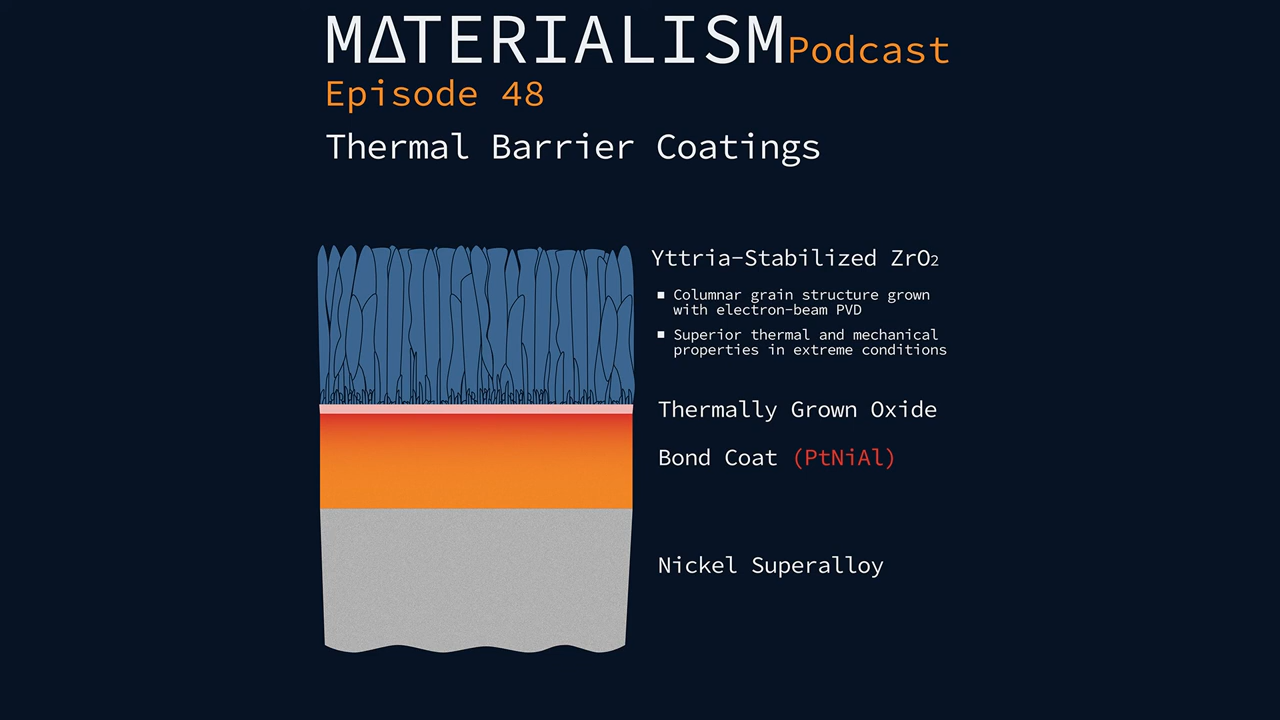 MΔTERIALISM Podcast
Episode 48
Thermal Barrier Coatings
Yttria-Stabilized ZrO₂
▪ Columnar grain structure grown
with electron-beam PVD
▪ Superior thermal and mechanical
properties in extreme conditions
Thermally Grown Oxide
Bond Coat (PtNiAl)
Nickel Superalloy